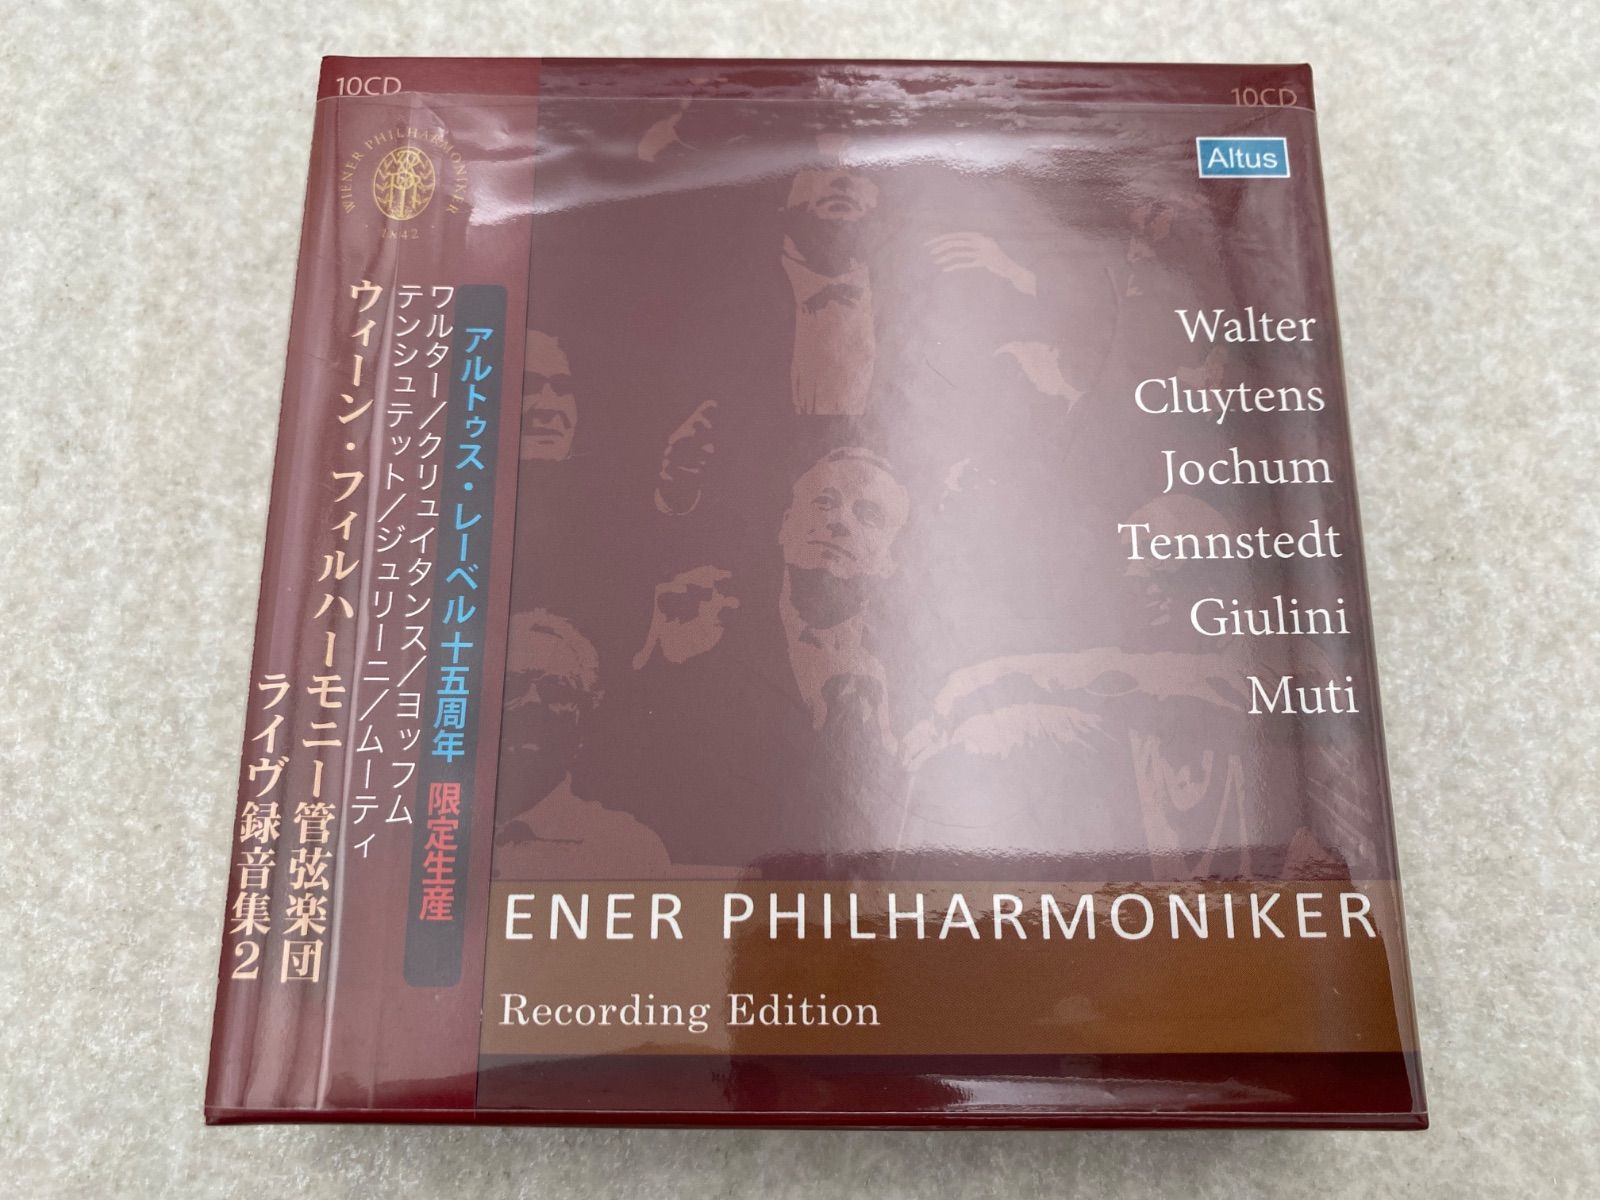 10CD
10CD
WIENER PHILHARMONIKER
1842
Altus
アルトゥス・レーベル十五周年 限定生産
ワルター/クリュイタンス/ヨッフム
テンシュテット/ジュリーニ/ムーティ
ウィーン・フィルハーモニー管弦楽団
ライヴ録音集2
Walter
Cluytens
Jochum
Tennstedt
Giulini
Muti
ENER PHILHARMONIKER
Recording Edition